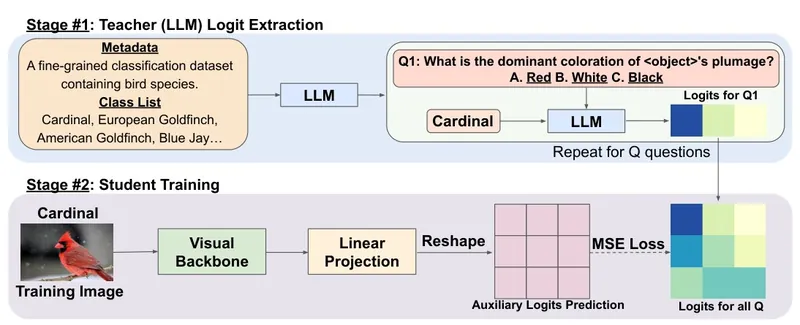 Stage #1: Teacher (LLM) Logit Extraction
Metadata
A fine-grained classification dataset
containing bird species.
Class List
Cardinal, European Goldfinch,
American Goldfinch, Blue Jay…
LLM
Q1: What is the dominant coloration of <object>'s plumage?
A. Red B. White C. Black
Cardinal
LLM
Logits for Q1
Repeat for Q questions
Stage #2: Student Training
Cardinal
Training Image
Visual
Backbone
Linear
Projection
Reshape
Auxiliary Logits Prediction
MSE Loss
Logits for all Q